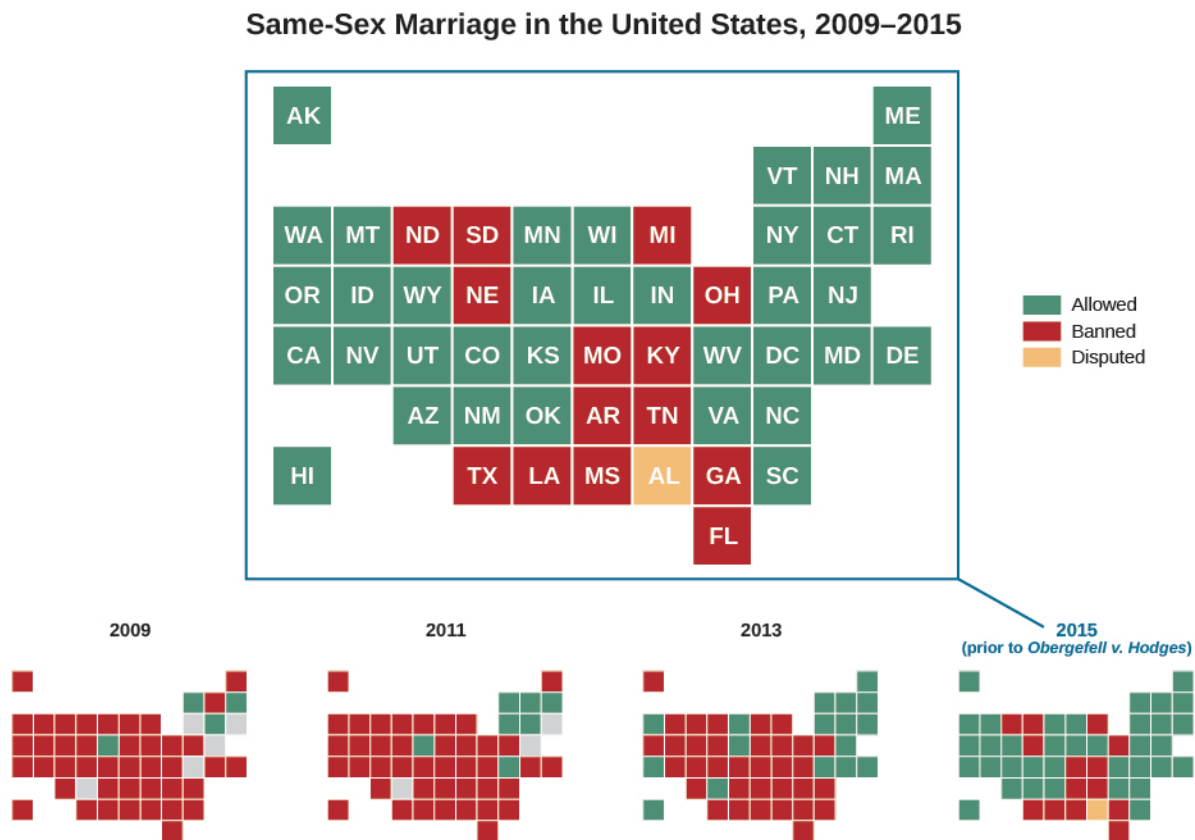 Same-Sex Marriage in the United States, 2009–2015
AK ME
VT NH MA
WA MT ND SD MN WI MI NY CT RI
OR ID WY NE IA IL IN OH PA NJ
CA NV UT CO KS MO KY WV DC MD DE
AZ NM OK AR TN VA NC
HI TX LA MS AL GA SC
FL
Allowed
Banned
Disputed
2009 2011 2013 2015
(prior to Obergefell v. Hodges)